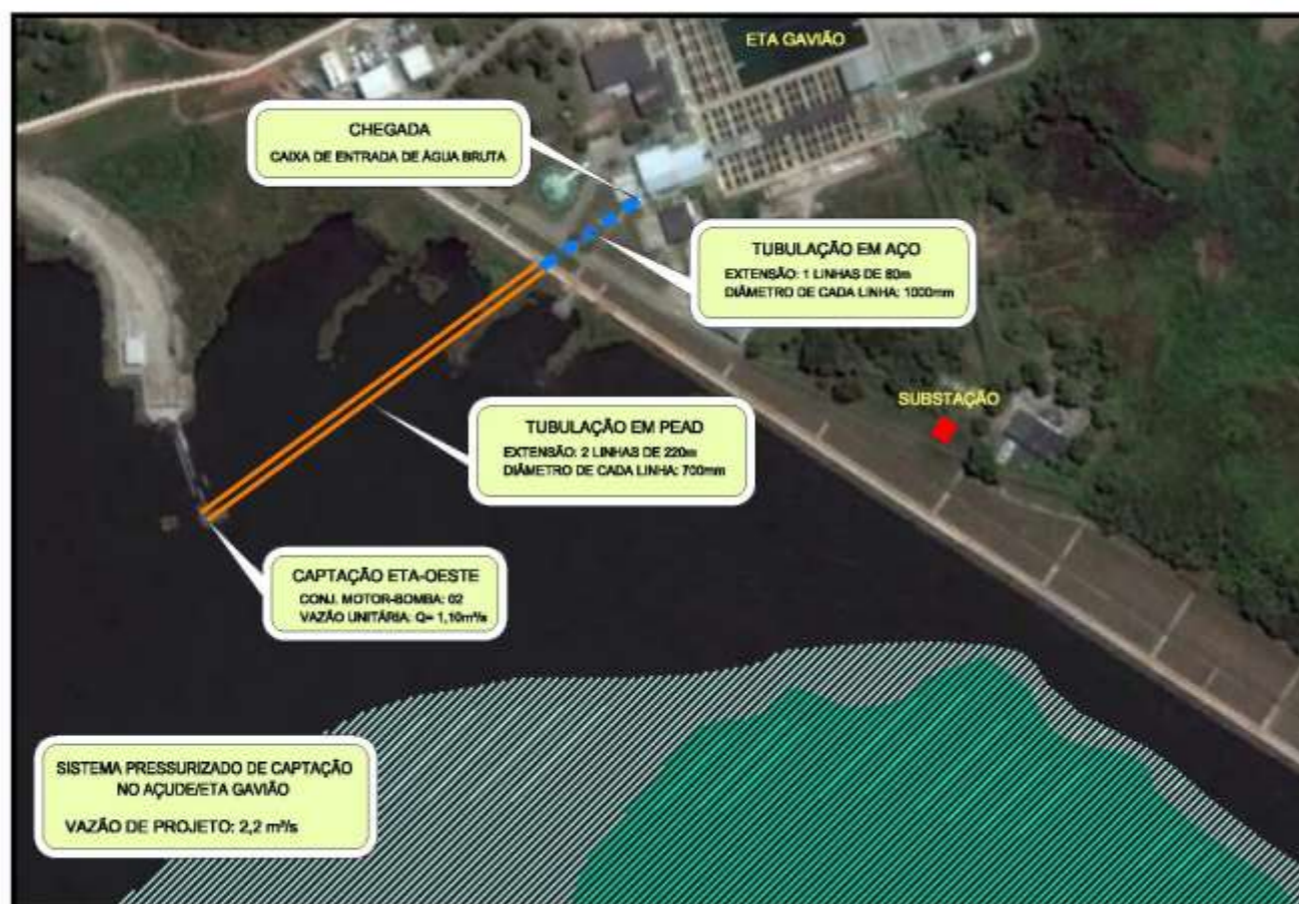 ETA GAVIÃO
CHEGADA
CAIXA DE ENTRADA DE ÁGUA BRUTA
TUBULAÇÃO EM AÇO
EXTENSÃO: 1 LINHAS DE 80m
DIÂMETRO DE CADA LINHA: 1000mm
SUBSTAÇÃO
TUBULAÇÃO EM PEAD
EXTENSÃO: 2 LINHAS DE 220m
DIÂMETRO DE CADA LINHA: 700mm
CAPTAÇÃO ETA-OESTE
CONJ. MOTOR-BOMBA: 02
VAZÃO UNITÁRIA: Q= 1,10m³/s
SISTEMA PRESSURIZADO DE CAPTAÇÃO
NO AÇUDE/ETA GAVIÃO
VAZÃO DE PROJETO: 2,2 m³/s